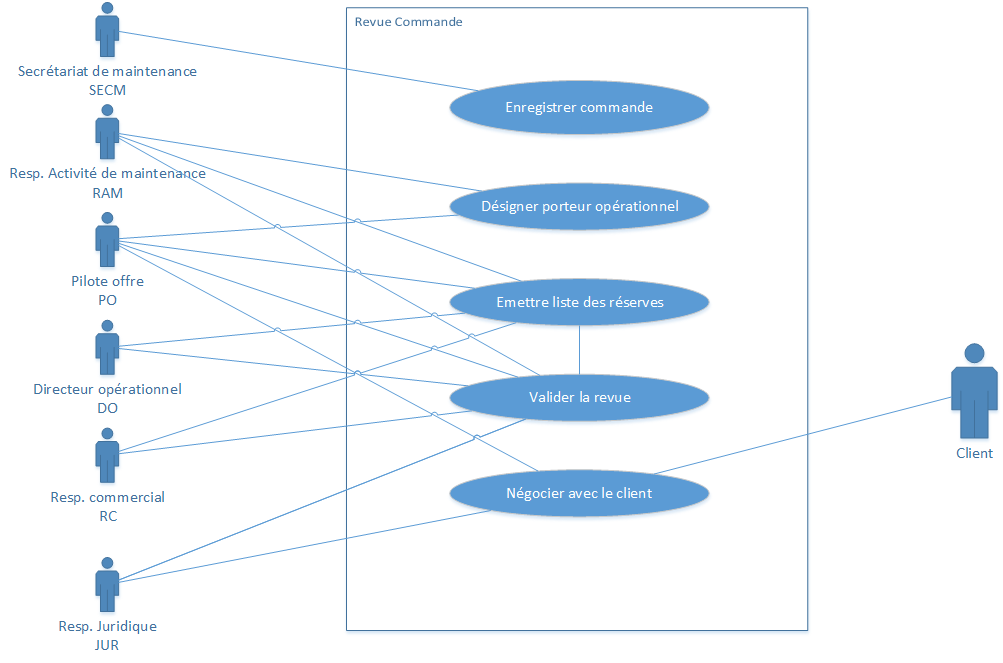 Revue Commande
Secrétariat de maintenance
SECM
Enregistrer commande
Resp. Activité de maintenance
RAM
Désigner porteur opérationnel
Pilote offre
PO
Emettre liste des réserves
Directeur opérationnel
DO
Valider la revue
Client
Resp. commercial
RC
Négocier avec le client
Resp. Juridique
JUR